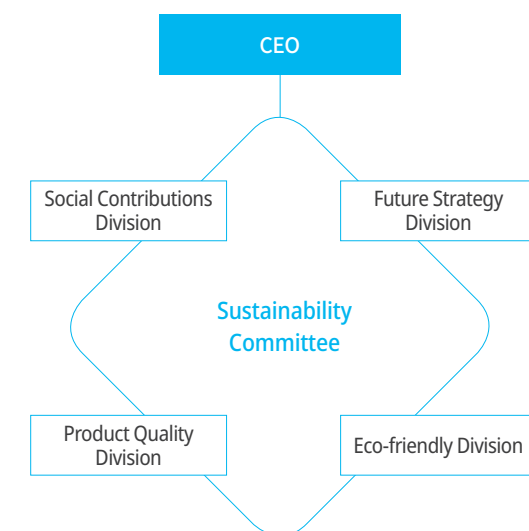 CEO
Social Contributions
Division
Future Strategy
Division
Sustainability
Committee
Product Quality
Division
Eco-friendly Division